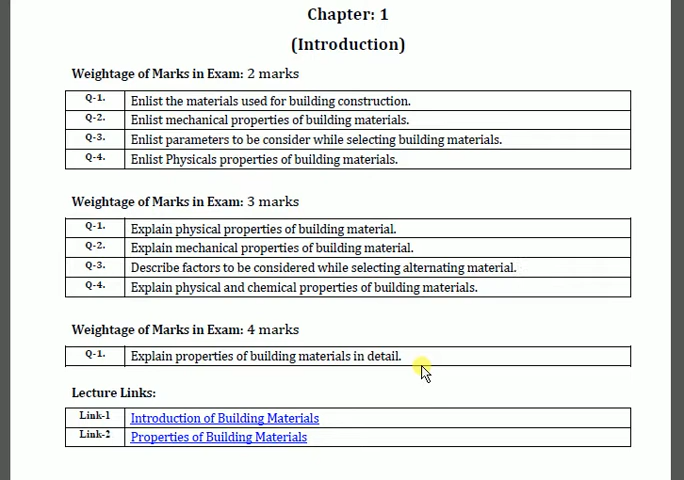 Chapter: 1
(Introduction)
Weightage of Marks in Exam: 2 marks
Q-1. Enlist the materials used for building construction.
Q-2. Enlist mechanical properties of building materials.
Q-3. Enlist parameters to be consider while selecting building materials.
Q-4. Enlist Physicals properties of building materials.
Weightage of Marks in Exam: 3 marks
Q-1. Explain physical properties of building material.
Q-2. Explain mechanical properties of building material.
Q-3. Describe factors to be considered while selecting alternating material.
Q-4. Explain physical and chemical properties of building materials.
Weightage of Marks in Exam: 4 marks
Q-1. Explain properties of building materials in detail.
Lecture Links:
Link-1 Introduction of Building Materials
Link-2 Properties of Building Materials